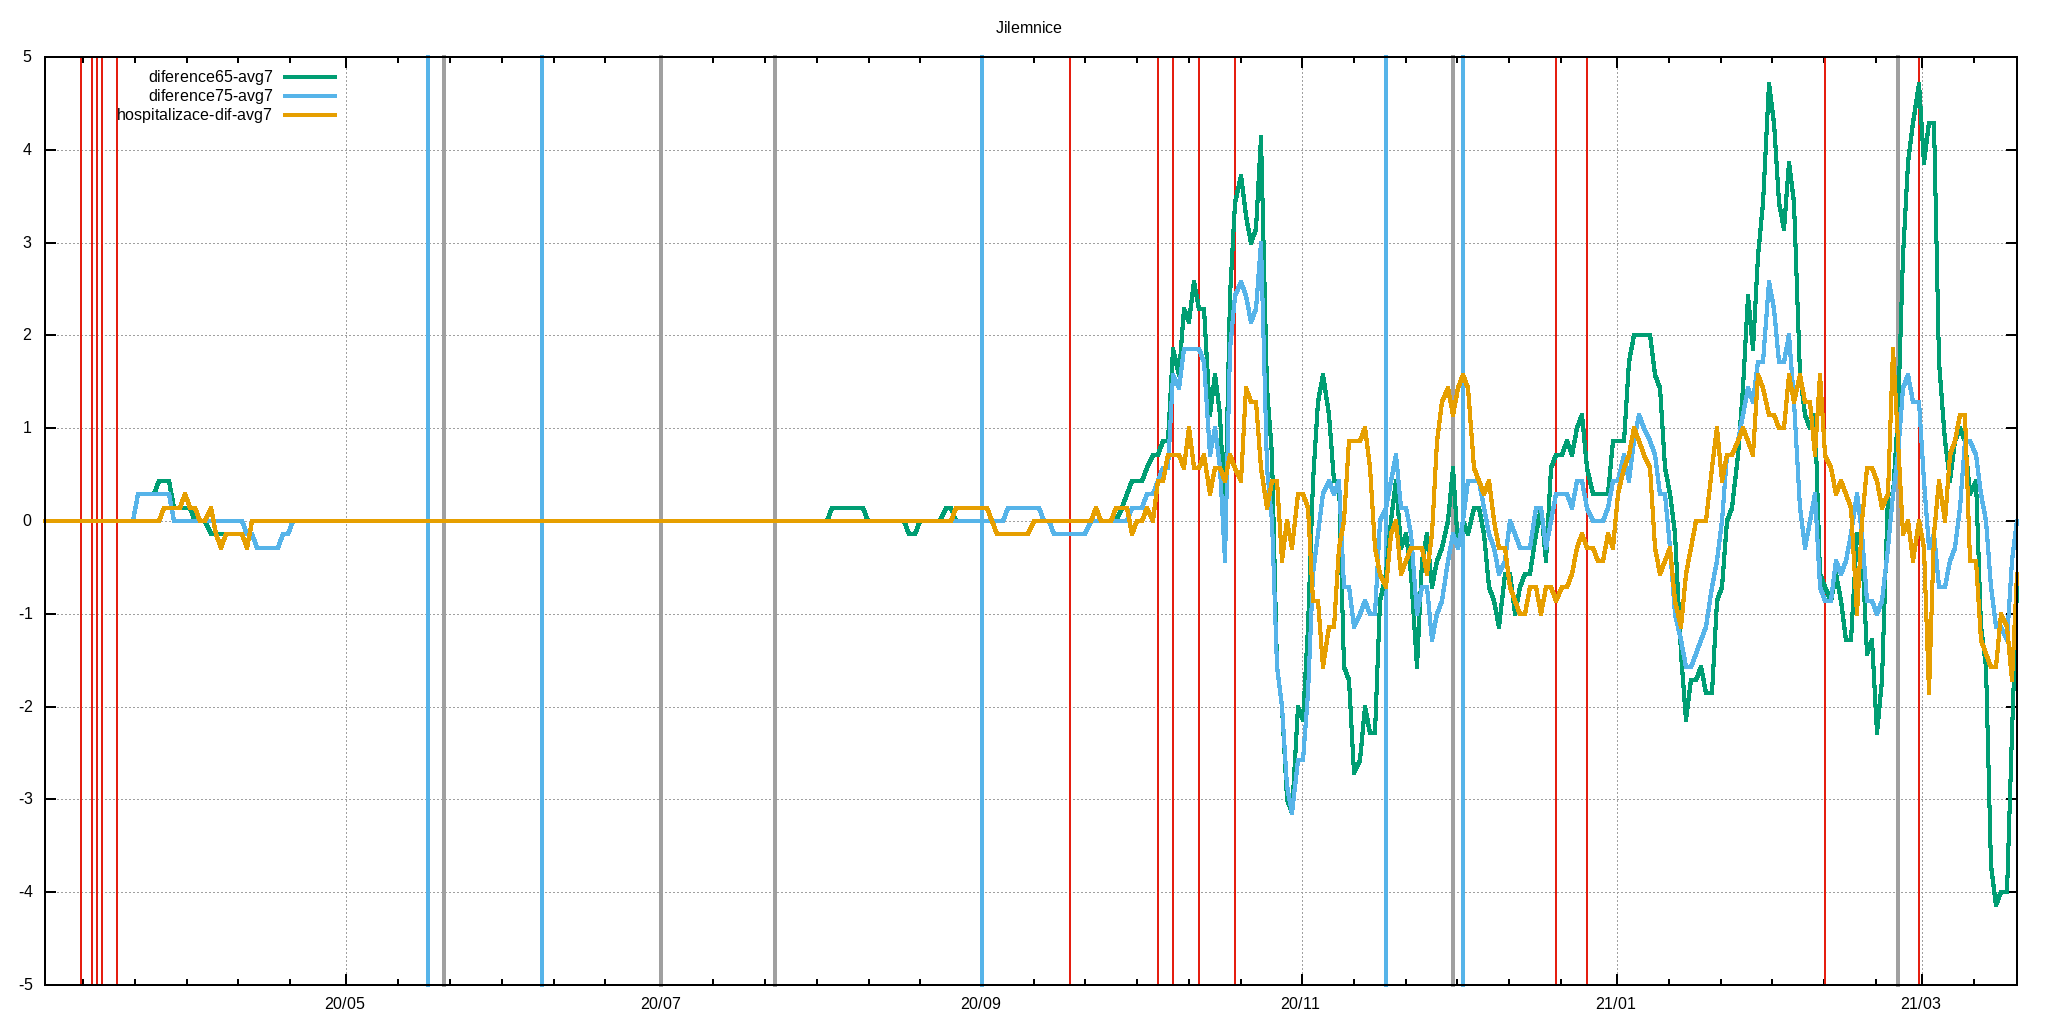 Jilemnice
diference65-avg7
diference75-avg7
hospitalizace-dif-avg7
5
4
3
2
1
0
-1
-2
-3
-4
-5
20/05 20/07 20/09 20/11 21/01 21/03